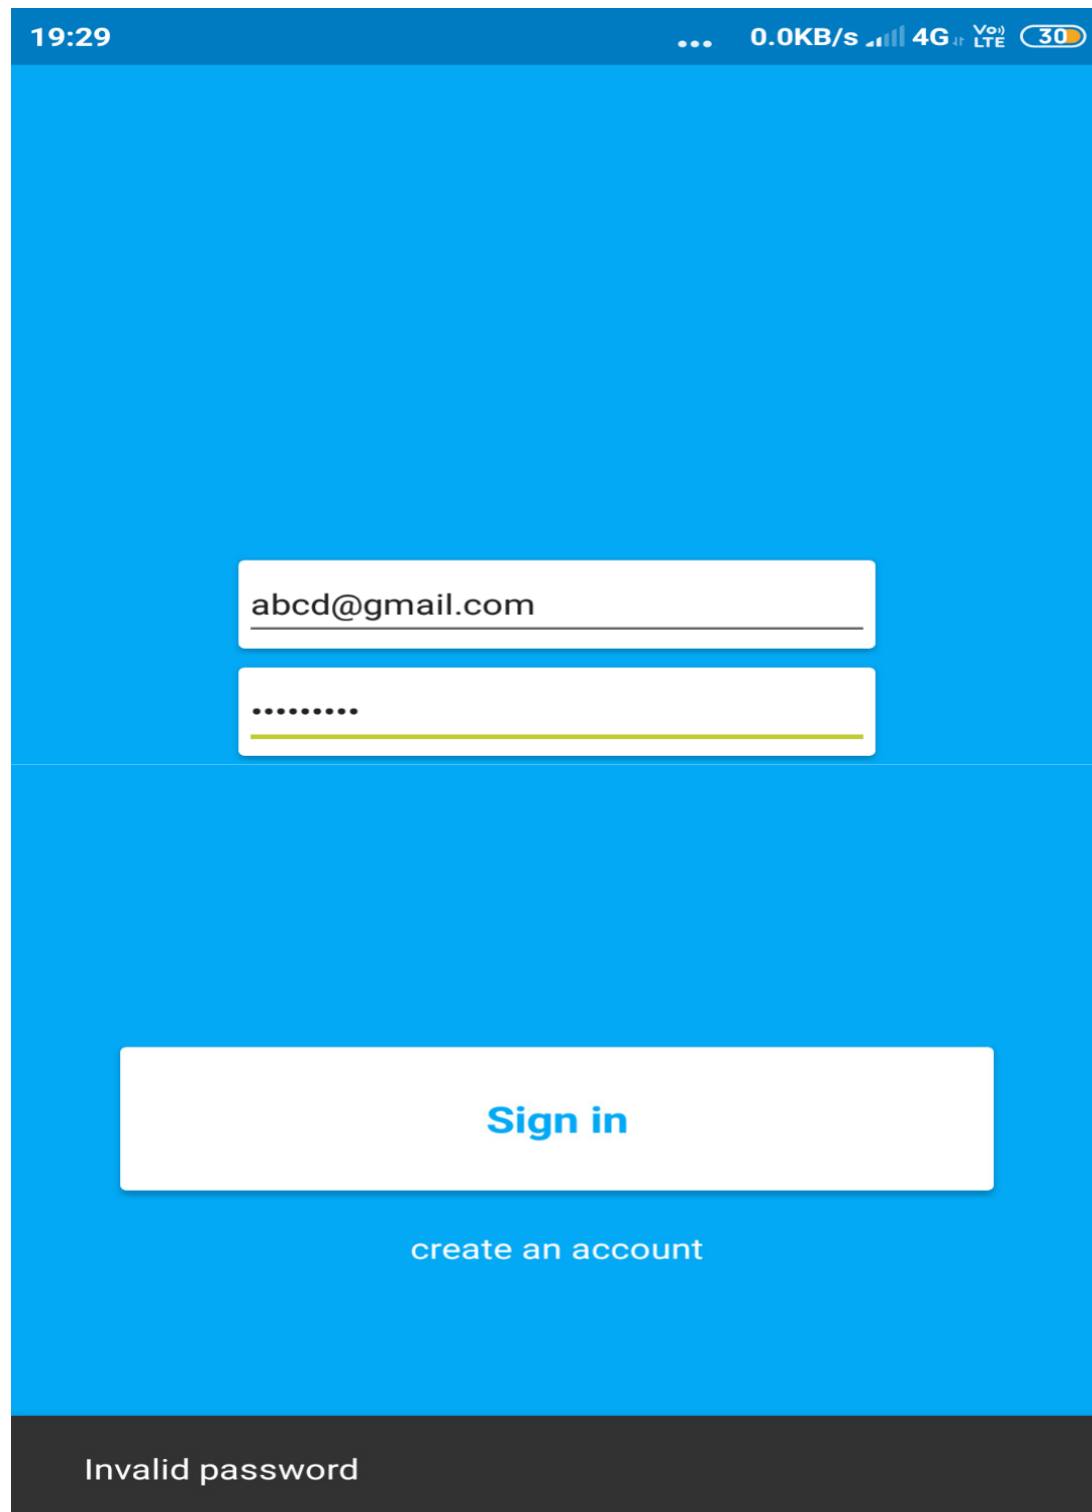 19:29 ... 0.0KB/s 4G Vo)) LTE 30
abcd@gmail.com
•••••••••
Sign in
create an account
Invalid password